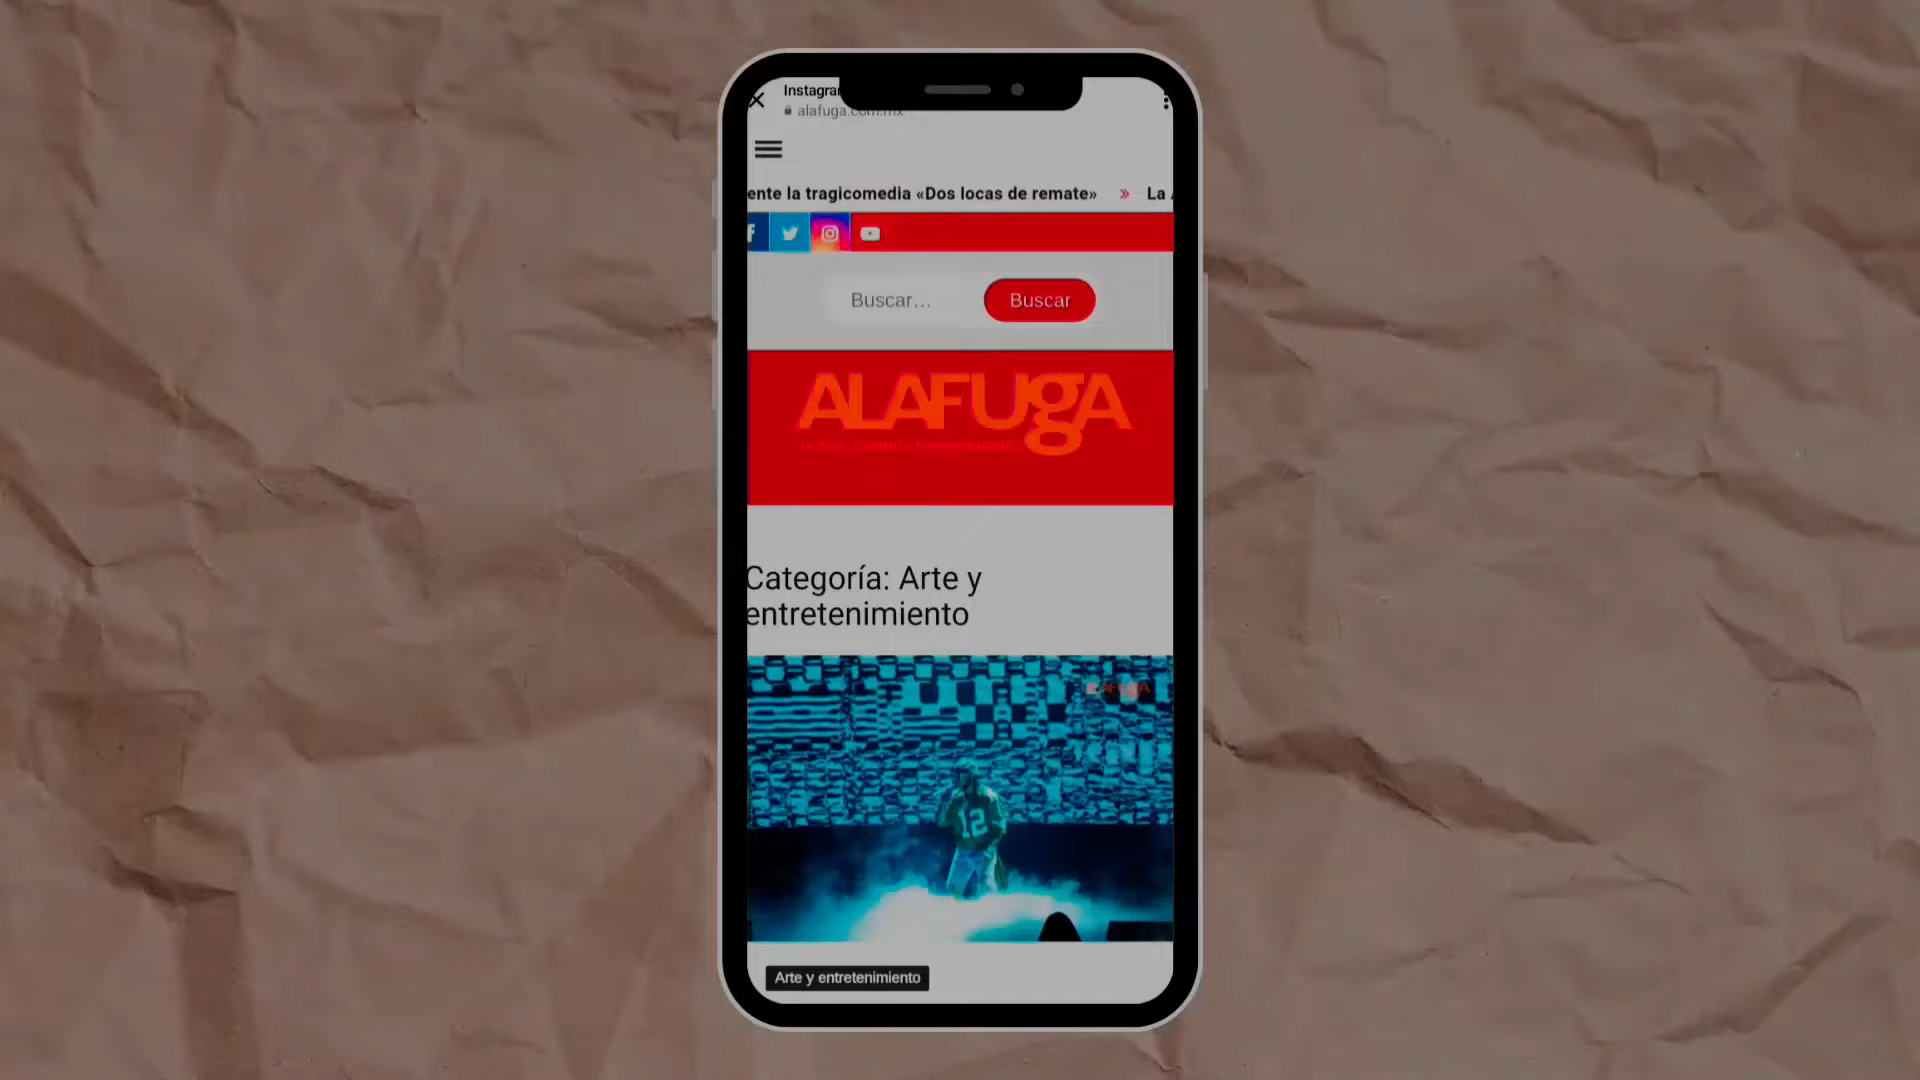 Instagra
alafuga.com.mx
ente la tragicomedia «Dos locas de remate» » La
Buscar... Buscar
ALAFUgA
Categoría: Arte y
entretenimiento
ALAFUGA
12
Arte y entretenimiento